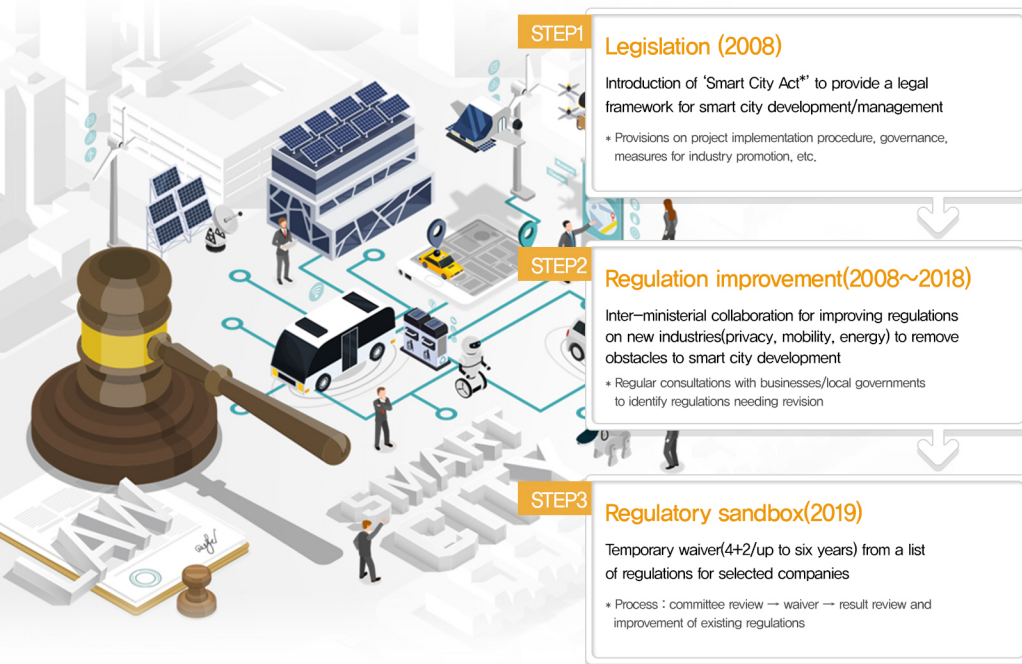 STEP1
Legislation (2008)
Introduction of ‘Smart City Act*’ to provide a legal
framework for smart city development/management
* Provisions on project implementation procedure, governance,
measures for industry promotion, etc.
STEP2
Regulation improvement(2008~2018)
Inter-ministerial collaboration for improving regulations
on new industries(privacy, mobility, energy) to remove
obstacles to smart city development
* Regular consultations with businesses/local governments
to identify regulations needing revision
SMART
CITY
LAW
STEP3
Regulatory sandbox(2019)
Temporary waiver(4+2/up to six years) from a list
of regulations for selected companies
* Process : committee review → waiver → result review and
improvement of existing regulations